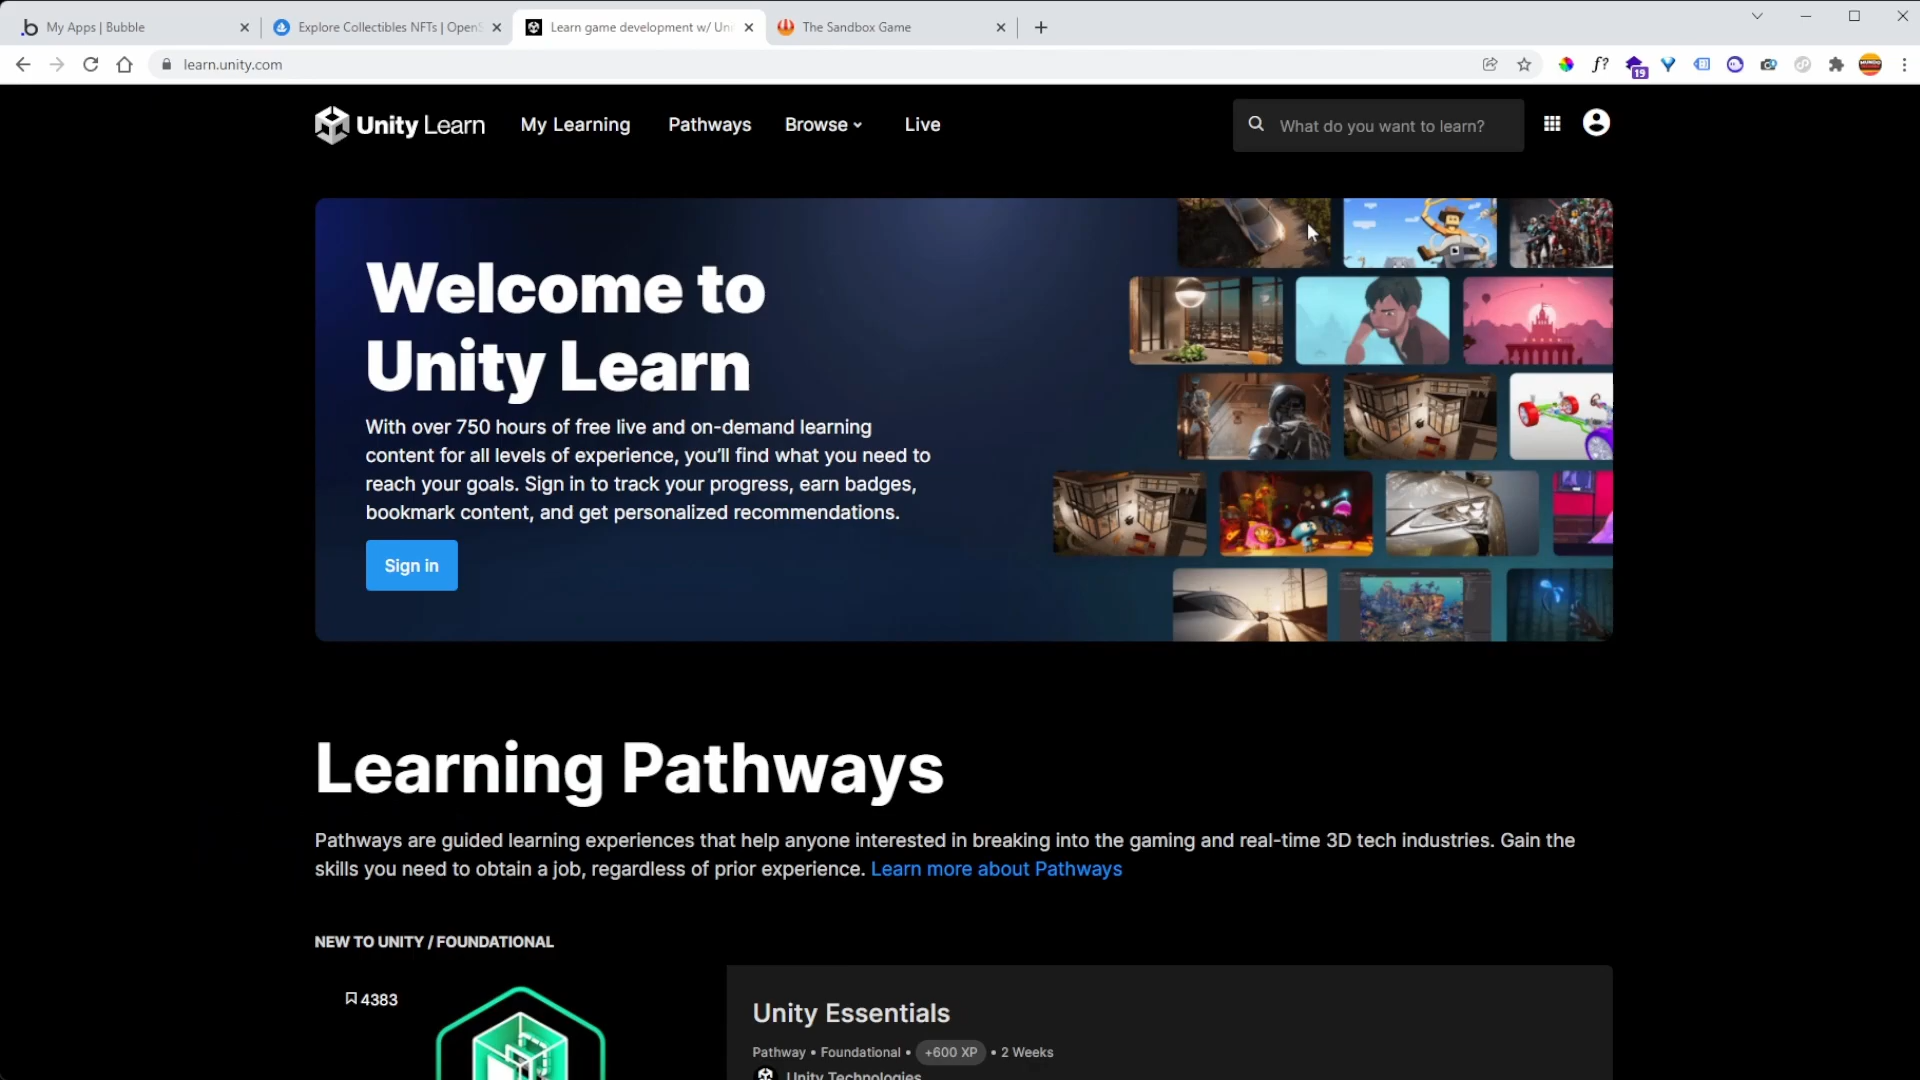 My Apps | Bubble
Explore Collectibles NFTs | OpenS
Learn game development w/ Uni
The Sandbox Game
learn.unity.com
f?
19
Unity Learn
My Learning
Pathways
Browse
Live
What do you want to learn?
Welcome to
Unity Learn
With over 750 hours of free live and on-demand learning
content for all levels of experience, you'll find what you need to
reach your goals. Sign in to track your progress, earn badges,
bookmark content, and get personalized recommendations.
Sign in
Learning Pathways
Pathways are guided learning experiences that help anyone interested in breaking into the gaming and real-time 3D tech industries. Gain the
skills you need to obtain a job, regardless of prior experience. Learn more about Pathways
NEW TO UNITY / FOUNDATIONAL
4383
Unity Essentials
Pathway • Foundational • +600 XP • 2 Weeks
Unity Technologies